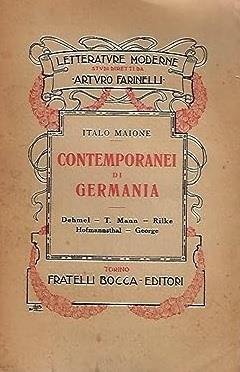 LETTERATVRE MODERNE
STVDI DIRETTI DA
·ARTVRO FARINELLI·
ITALO MAIONE
CONTEMPORANEI
DI
GERMANIA
Dehmel — T. Mann — Rilke
Hofmannsthal — George
TORINO
FRATELLI BOCCA - EDITORI